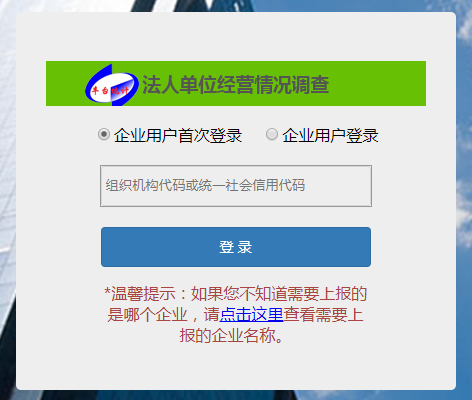 丰台统计
法人单位经营情况调查
企业用户首次登录 企业用户登录
组织机构代码或统一社会信用代码
登 录
*温馨提示：如果您不知道需要上报的
是哪个企业，请点击这里查看需要上
报的企业名称。